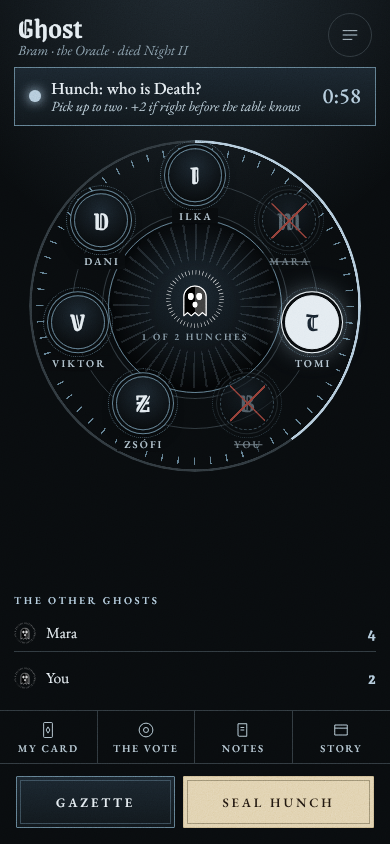 Ghost
Bram · the Oracle · died Night II
Hunch: who is Death?
Pick up to two · +2 if right before the table knows
0:58
I
ILKA
D
DANI
M
MARA
V
VIKTOR
1 OF 2 HUNCHES
T
TOMI
Z
ZSÓFI
B
YOU
THE OTHER GHOSTS
Mara 4
You 2
MY CARD
THE VOTE
NOTES
STORY
GAZETTE
SEAL HUNCH